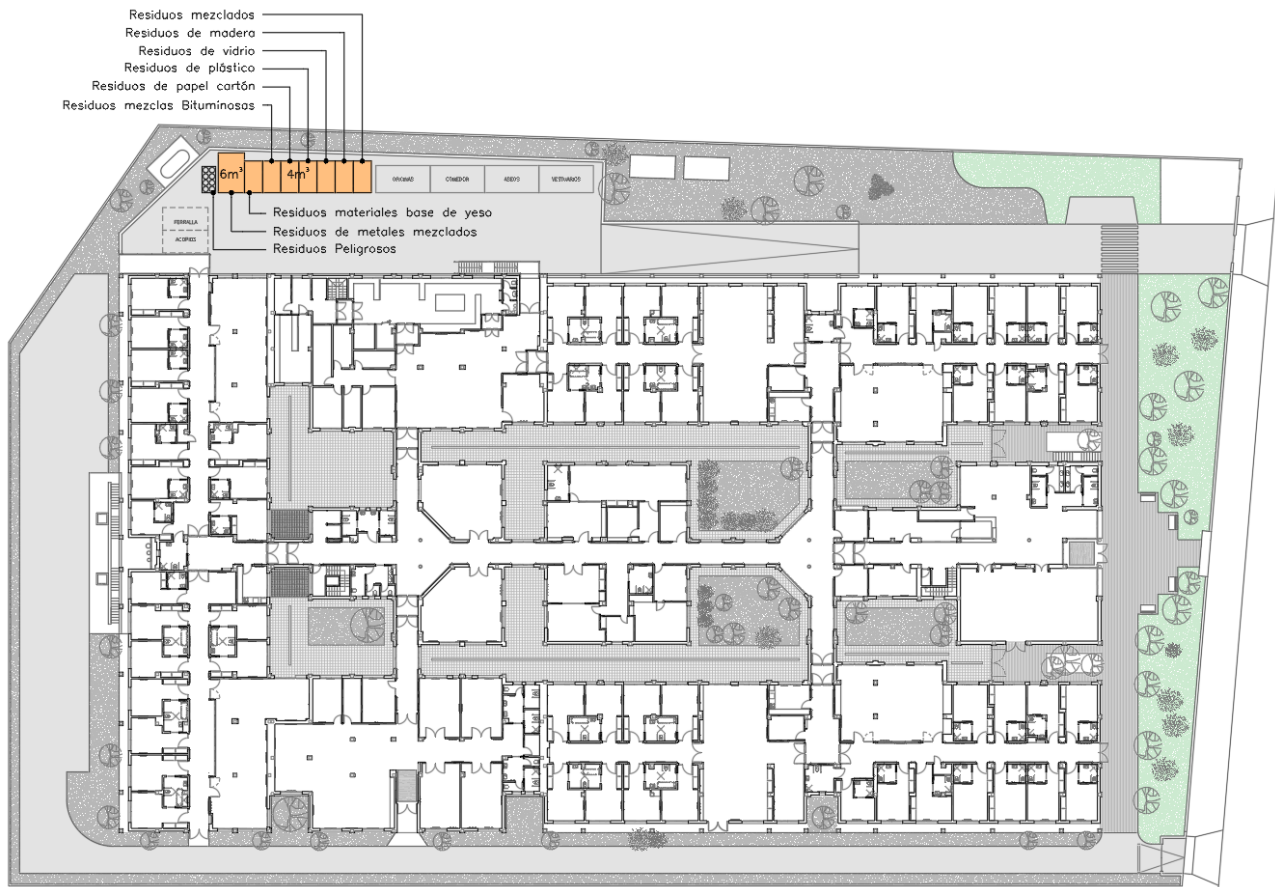 Residuos mezclados
Residuos de madera
Residuos de vidrio
Residuos de plástico
Residuos de papel cartón
Residuos mezclas Bituminosas
6m³
4m³
OFICINAS
COMEDOR
ASEOS
VESTUARIOS
Residuos materiales base de yeso
FERRALLA
Residuos de metales mezclados
ACOPIOS
Residuos Peligrosos